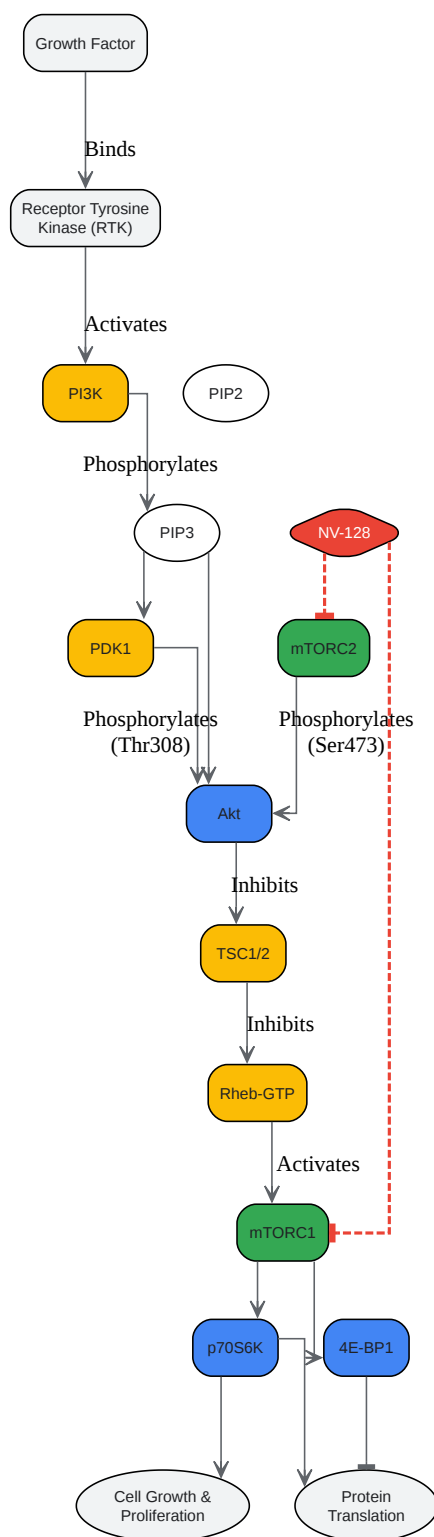 Growth Factor
Binds
Receptor Tyrosine
Kinase (RTK)
Activates
PI3K
PIP2
Phosphorylates
PIP3
NV-128
PDK1
mTORC2
Phosphorylates
(Thr308)
Phosphorylates
(Ser473)
Akt
Inhibits
TSC1/2
Inhibits
Rheb-GTP
Activates
mTORC1
p70S6K
4E-BP1
Cell Growth &
Proliferation
Protein
Translation